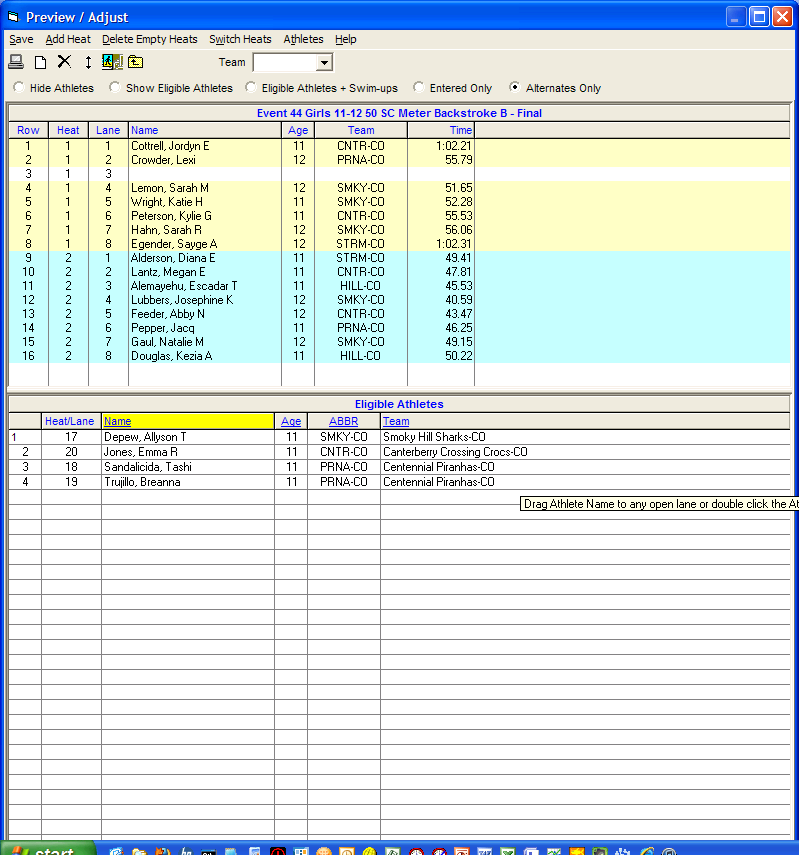 Preview / Adjust
Save Add Heat Delete Empty Heats Switch Heats Athletes Help
Team
Hide Athletes Show Eligible Athletes Eligible Athletes + Swim-ups Entered Only Alternates Only
Event 44 Girls 11-12 50 SC Meter Backstroke B - Final
Row Heat Lane Name Age Team Time
1 1 1 Cottrell, Jordyn E 11 CNTR-CO 1:02.21
2 1 2 Crowder, Lexi 12 PRNA-CO 55.79
3 1 3
4 1 4 Lemon, Sarah M 12 SMKY-CO 51.65
5 1 5 Wright, Katie H 11 SMKY-CO 52.28
6 1 6 Peterson, Kylie G 11 CNTR-CO 55.53
7 1 7 Hahn, Sarah R 12 SMKY-CO 56.06
8 1 8 Egender, Sayge A 12 STRM-CO 1:02.31
9 2 1 Alderson, Diana E 11 STRM-CO 49.41
10 2 2 Lantz, Megan E 11 CNTR-CO 47.81
11 2 3 Alemayehu, Escadar T 11 HILL-CO 45.53
12 2 4 Lubbers, Josephine K 12 SMKY-CO 40.59
13 2 5 Feeder, Abby N 12 CNTR-CO 43.47
14 2 6 Pepper, Jacq 11 PRNA-CO 46.25
15 2 7 Gaul, Natalie M 12 SMKY-CO 49.15
16 2 8 Douglas, Kezia A 11 HILL-CO 50.22
Eligible Athletes
Heat/Lane Name Age ABBR Team
1 17 Depew, Allyson T 11 SMKY-CO Smoky Hill Sharks-CO
2 20 Jones, Emma R 11 CNTR-CO Canterberry Crossing Crocs-CO
3 18 Sandalicida, Tashi 11 PRNA-CO Centennial Piranhas-CO
4 19 Trujillo, Breanna 11 PRNA-CO Centennial Piranhas-CO
Drag Athlete Name to any open lane or double click the At
start